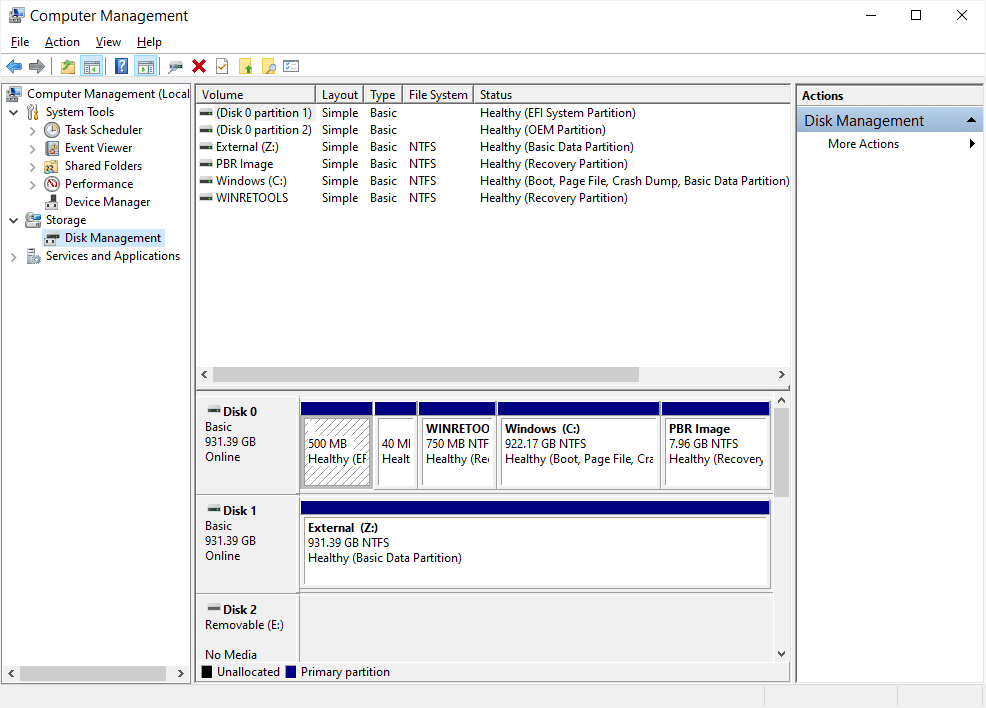 Computer Management
File Action View Help
Computer Management (Local
System Tools
Task Scheduler
Event Viewer
Shared Folders
Performance
Device Manager
Storage
Disk Management
Services and Applications
Volume Layout Type File System Status
(Disk 0 partition 1) Simple Basic Healthy (EFI System Partition)
(Disk 0 partition 2) Simple Basic Healthy (OEM Partition)
External (Z:) Simple Basic NTFS Healthy (Basic Data Partition)
PBR Image Simple Basic NTFS Healthy (Recovery Partition)
Windows (C:) Simple Basic NTFS Healthy (Boot, Page File, Crash Dump, Basic Data Partition)
WINRETOOLS Simple Basic NTFS Healthy (Recovery Partition)
Disk 0
Basic
931.39 GB
Online
500 MB
Healthy (EF
40 MI
Healt
WINRETOO
750 MB NTF
Healthy (Re
Windows (C:)
922.17 GB NTFS
Healthy (Boot, Page File, Cra
PBR Image
7.96 GB NTFS
Healthy (Recovery
Disk 1
Basic
931.39 GB
Online
External (Z:)
931.39 GB NTFS
Healthy (Basic Data Partition)
Disk 2
Removable (E:)
No Media
Unallocated Primary partition
Actions
Disk Management
More Actions